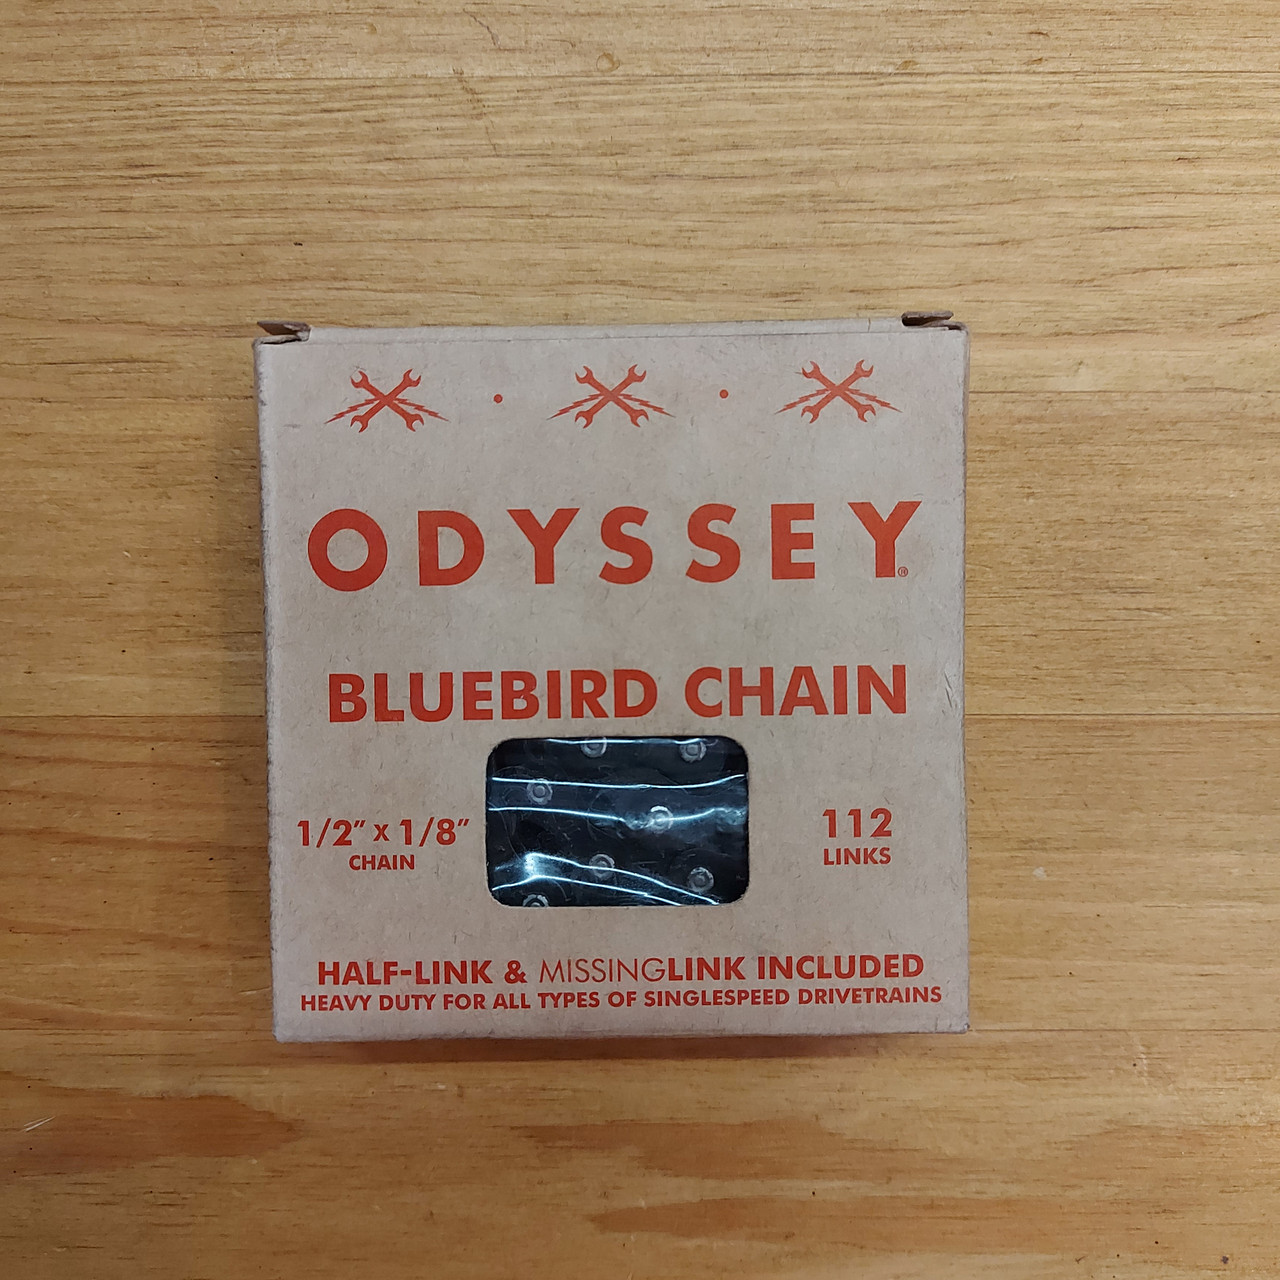 ODYSSEY®
BLUEBIRD CHAIN
1/2" x 1/8"
CHAIN
112
LINKS
HALF-LINK & MISSINGLINK INCLUDED
HEAVY DUTY FOR ALL TYPES OF SINGLESPEED DRIVETRAINS